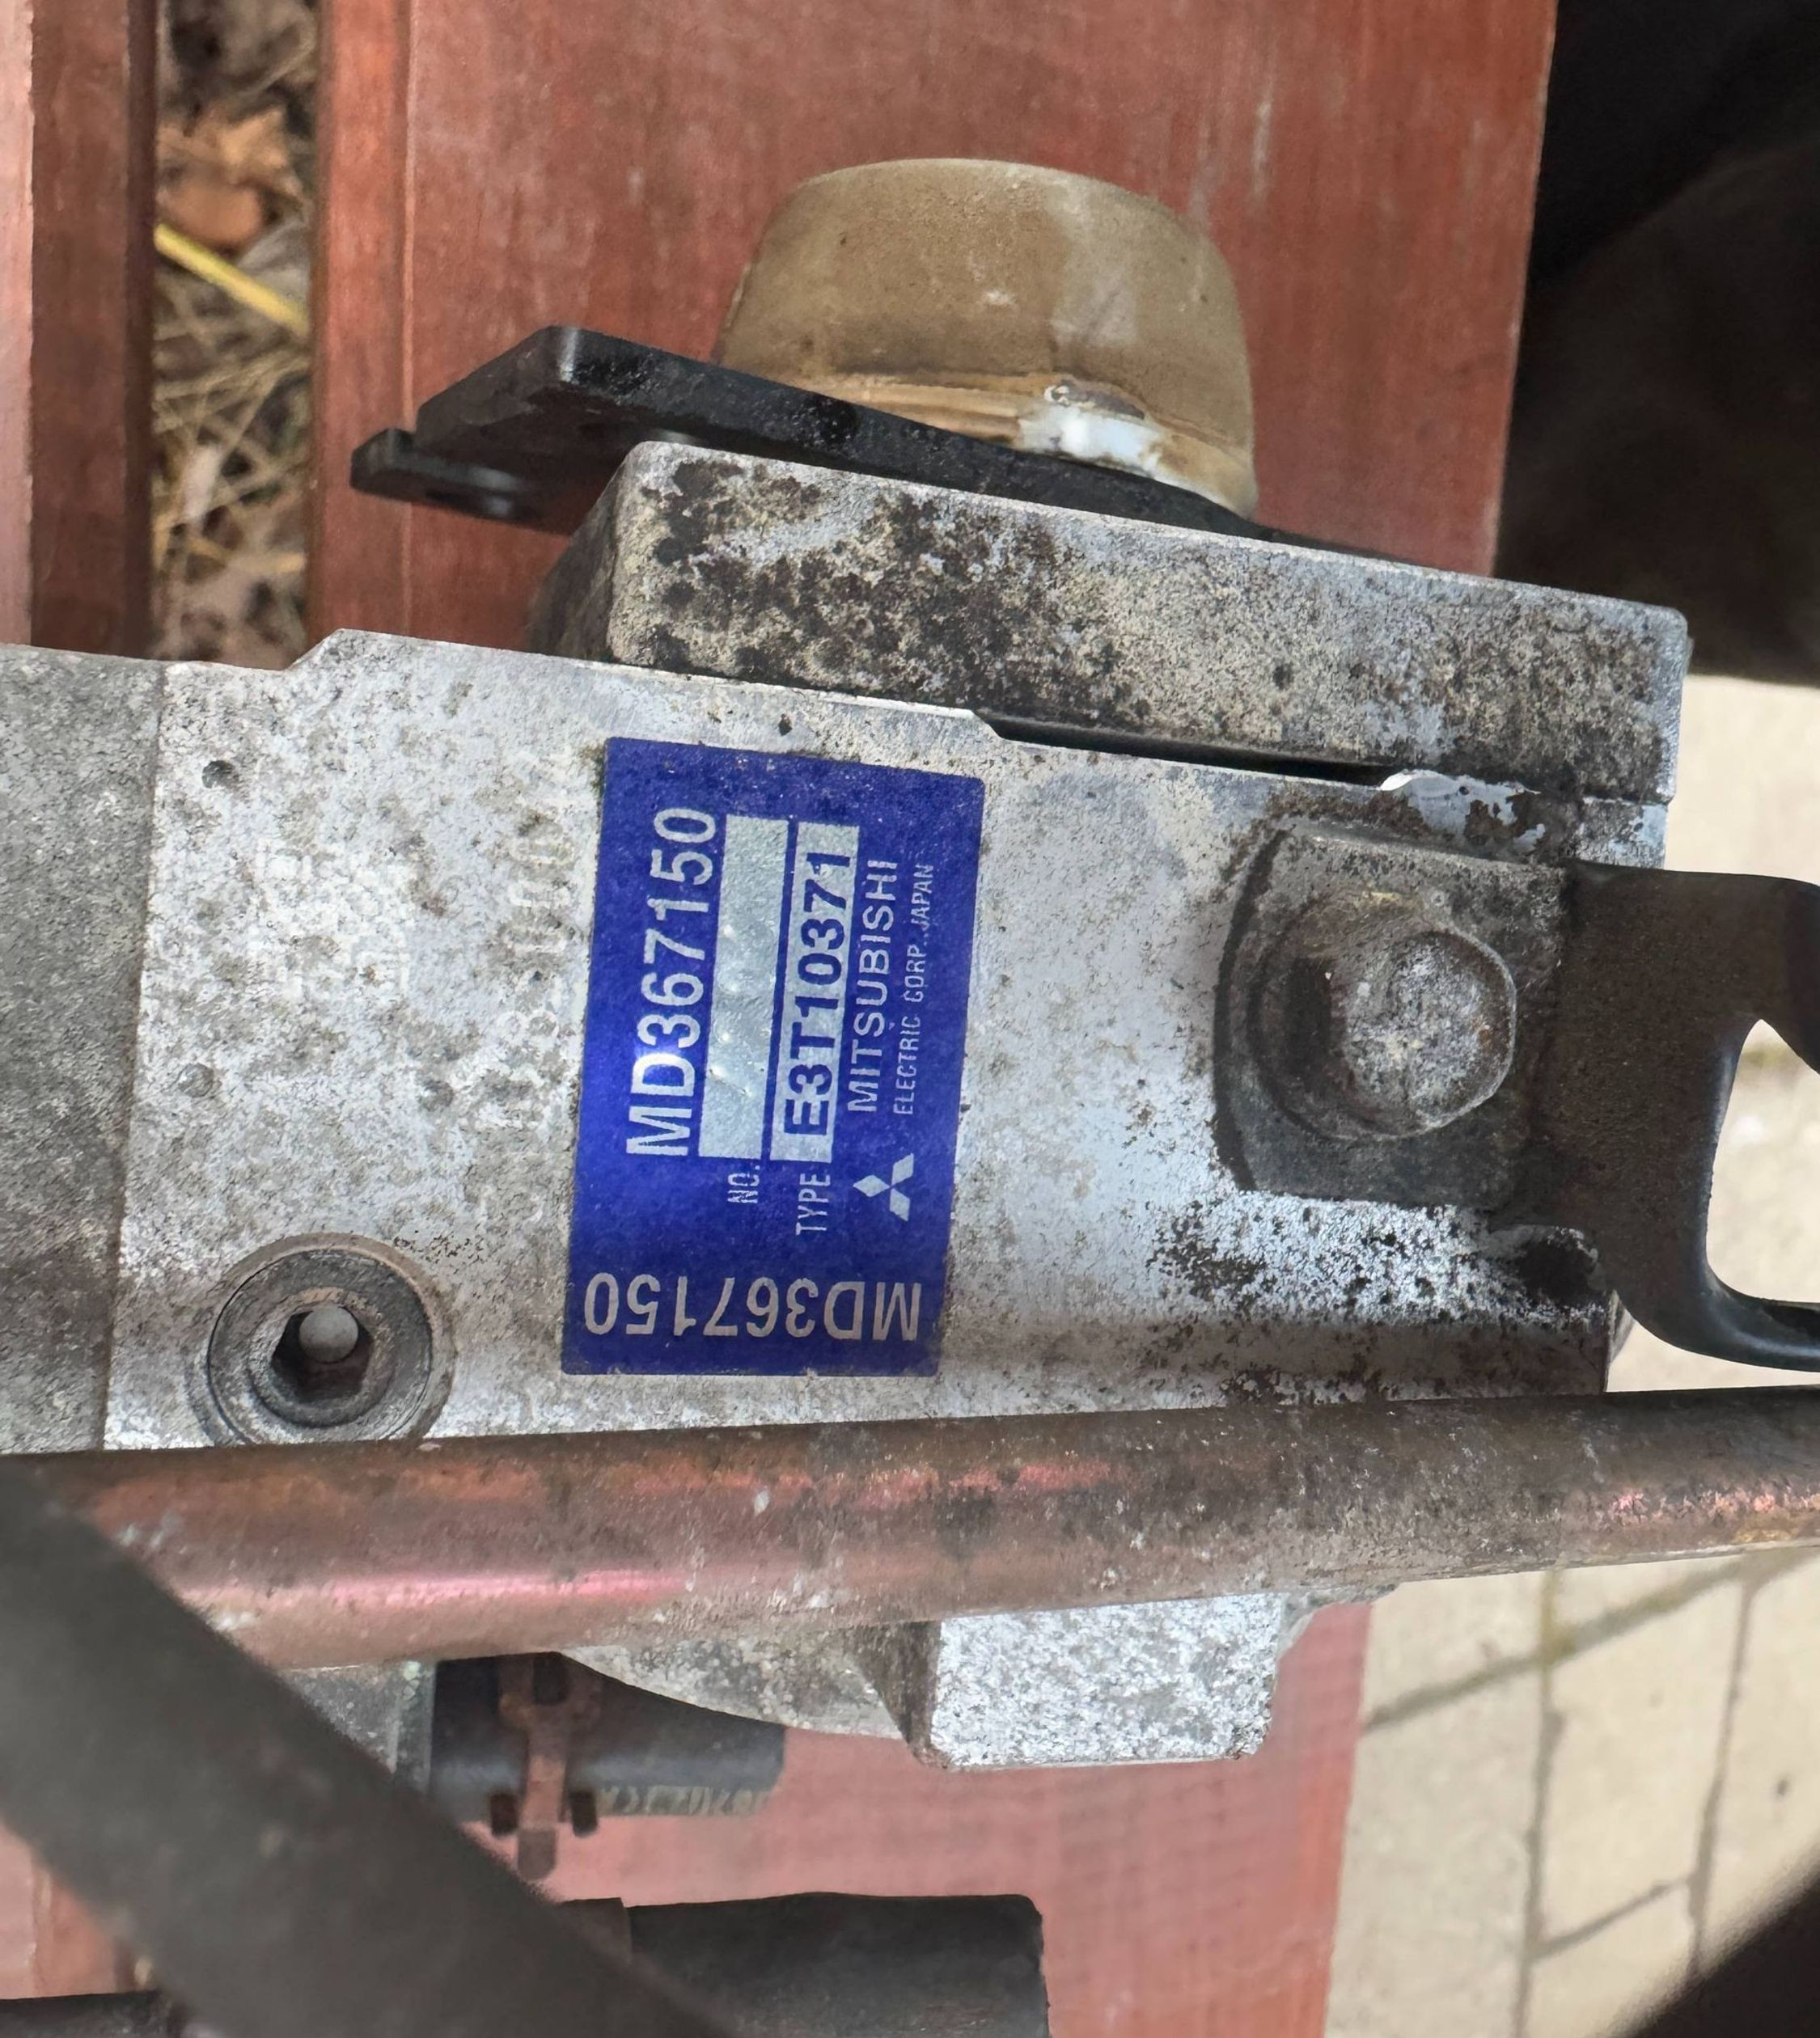 MD367150
NO.
TYPE E3T10371
MITSUBISHI
ELECTRIC CORP. JAPAN
MD367150